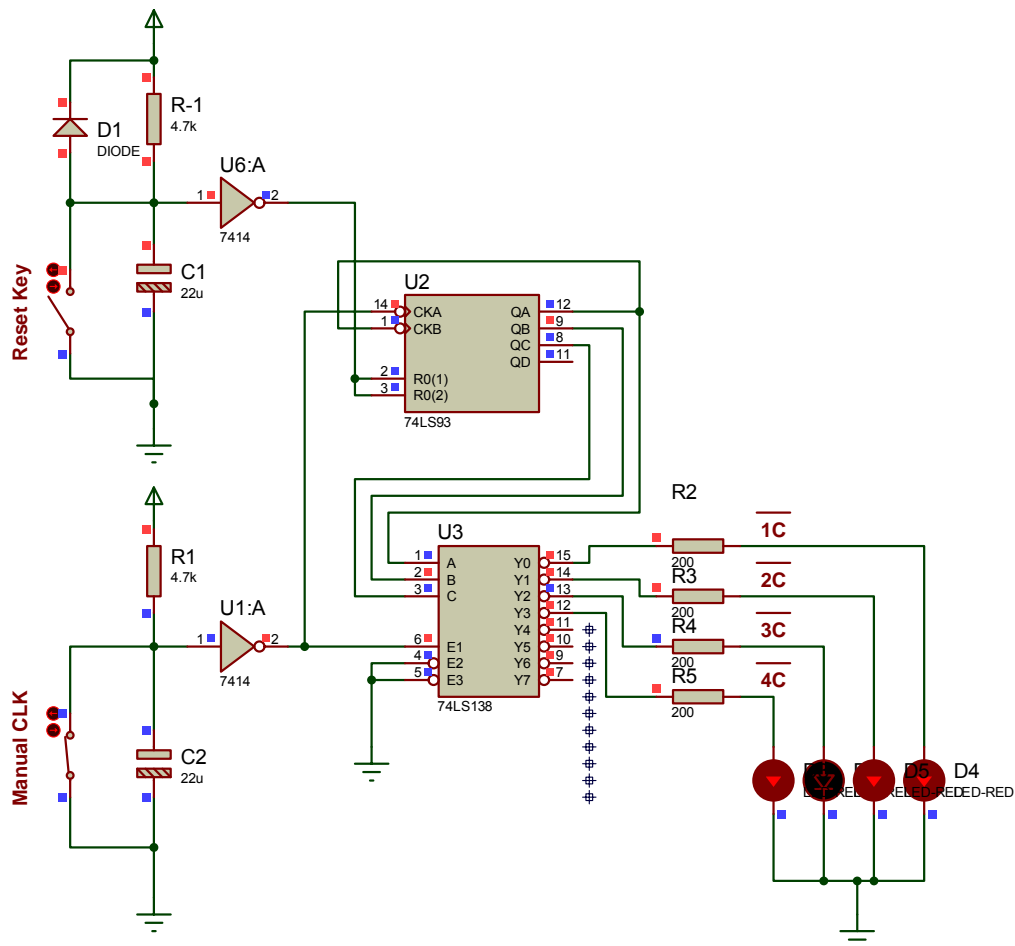 R-1
4.7k
D1
DIODE
U6:A
1
2
7414
Reset Key
C1
22u
U2
14
CKA
QA
12
1
CKB
QB
9
QC
8
QD
11
2
R0(1)
3
R0(2)
74LS93
R1
4.7k
U1:A
1
2
7414
Manual CLK
C2
22u
U3
1
A
Y0
15
2
B
Y1
14
3
C
Y2
13
Y3
12
Y4
11
6
E1
Y5
10
4
E2
Y6
9
5
E3
Y7
7
74LS138
R2
200
1C
R3
200
2C
R4
200
3C
R5
200
4C
D5
D4
LED-RED